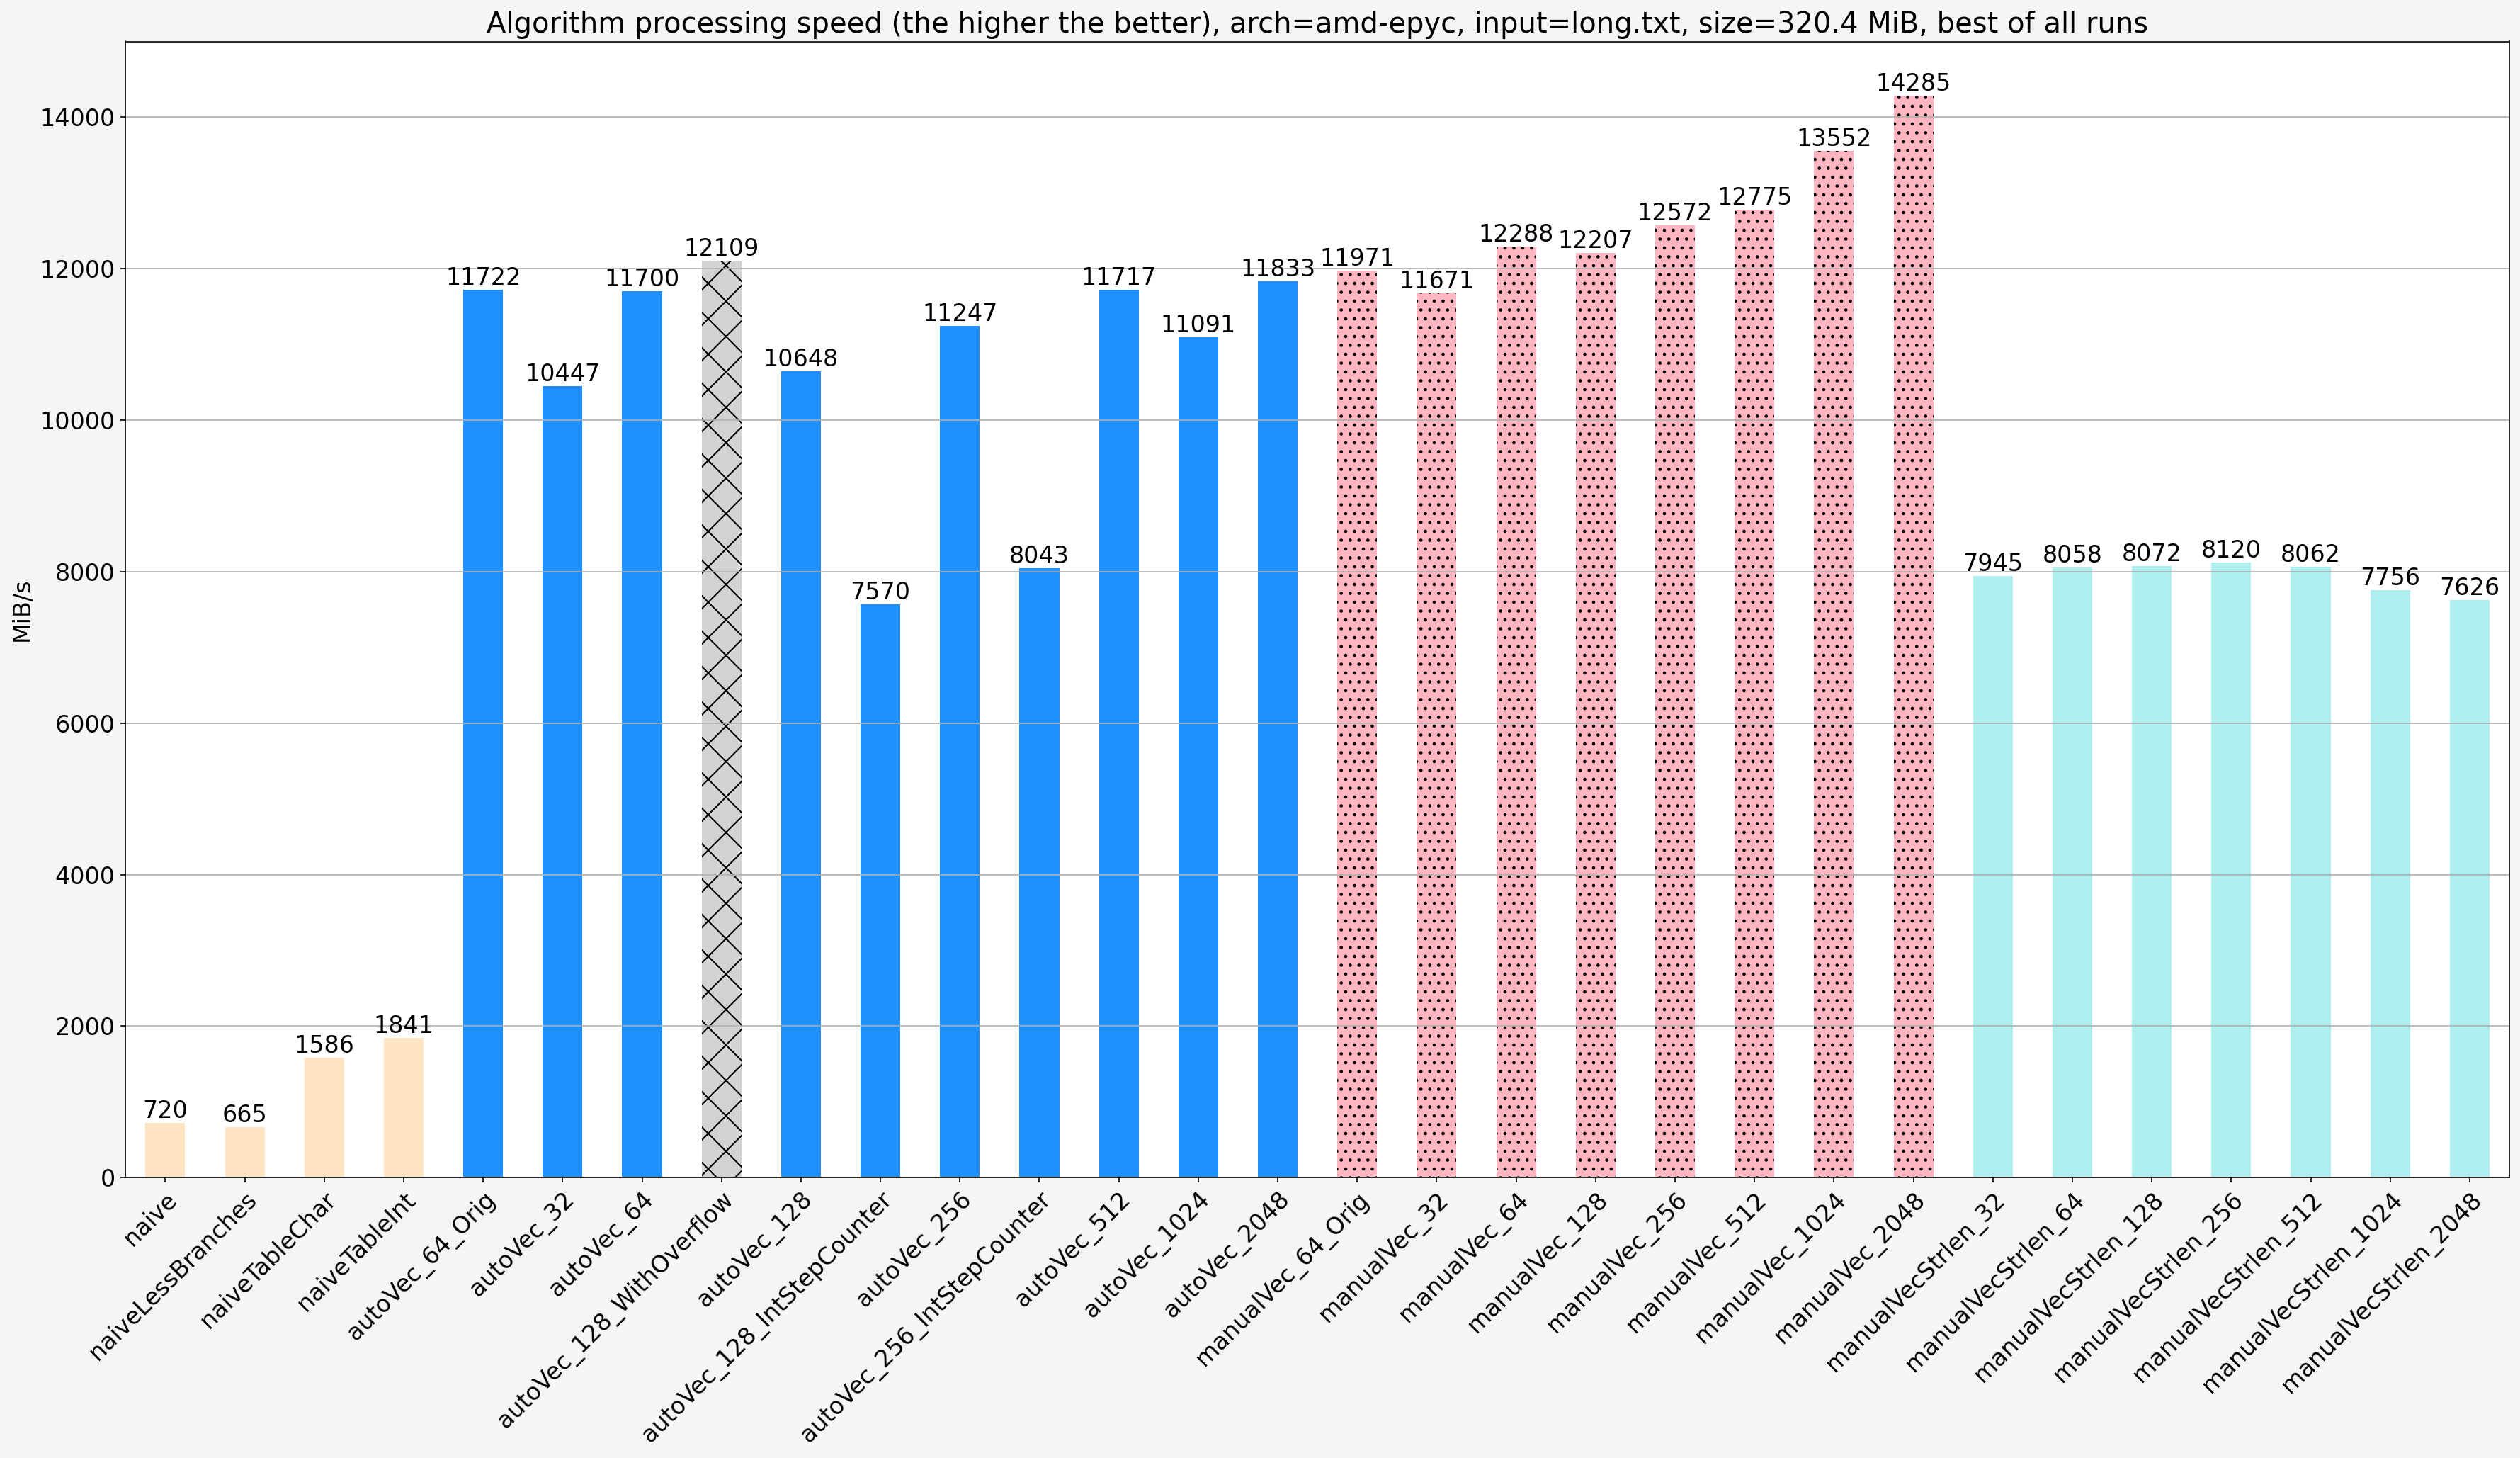 Algorithm processing speed (the higher the better), arch=amd-epyc, input=long.txt, size=320.4 MiB, best of all runs
MiB/s
14000
12000
10000
8000
6000
4000
2000
0
720
665
1586
1841
11722
10447
11700
12109
10648
7570
11247
8043
11717
11091
11833
11971
11671
12288
12207
12572
12775
13552
14285
7945
8058
8072
8120
8062
7756
7626
naive
naiveLessBranches
naiveTableChar
naiveTableInt
autoVec_64_Orig
autoVec_32
autoVec_64
autoVec_128_WithOverflow
autoVec_128
autoVec_128_IntStepCounter
autoVec_256
autoVec_256_IntStepCounter
autoVec_512
autoVec_1024
autoVec_2048
manualVec_64_Orig
manualVec_32
manualVec_64
manualVec_128
manualVec_256
manualVec_512
manualVec_1024
manualVec_2048
manualVecStrlen_32
manualVecStrlen_64
manualVecStrlen_128
manualVecStrlen_256
manualVecStrlen_512
manualVecStrlen_1024
manualVecStrlen_2048